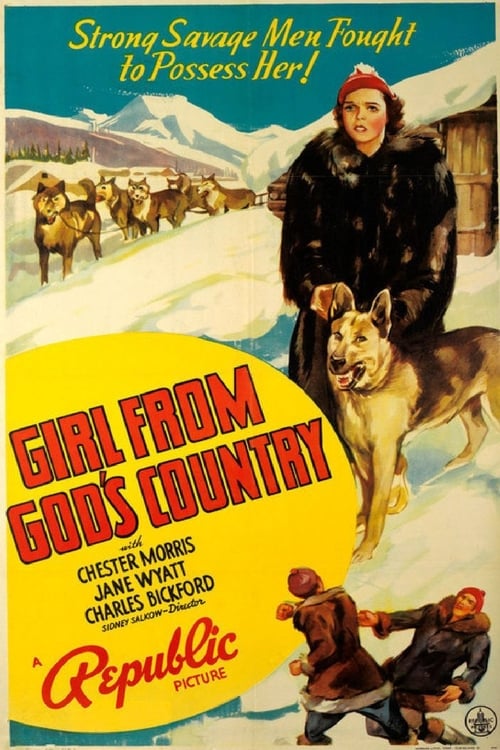 Strong Savage Men Fought
to Possess Her!
GIRL FROM
GOD'S COUNTRY
with
CHESTER MORRIS
JANE WYATT
CHARLES BICKFORD
SIDNEY SALKOW-Director
A Republic
PICTURE
REPUBLIC